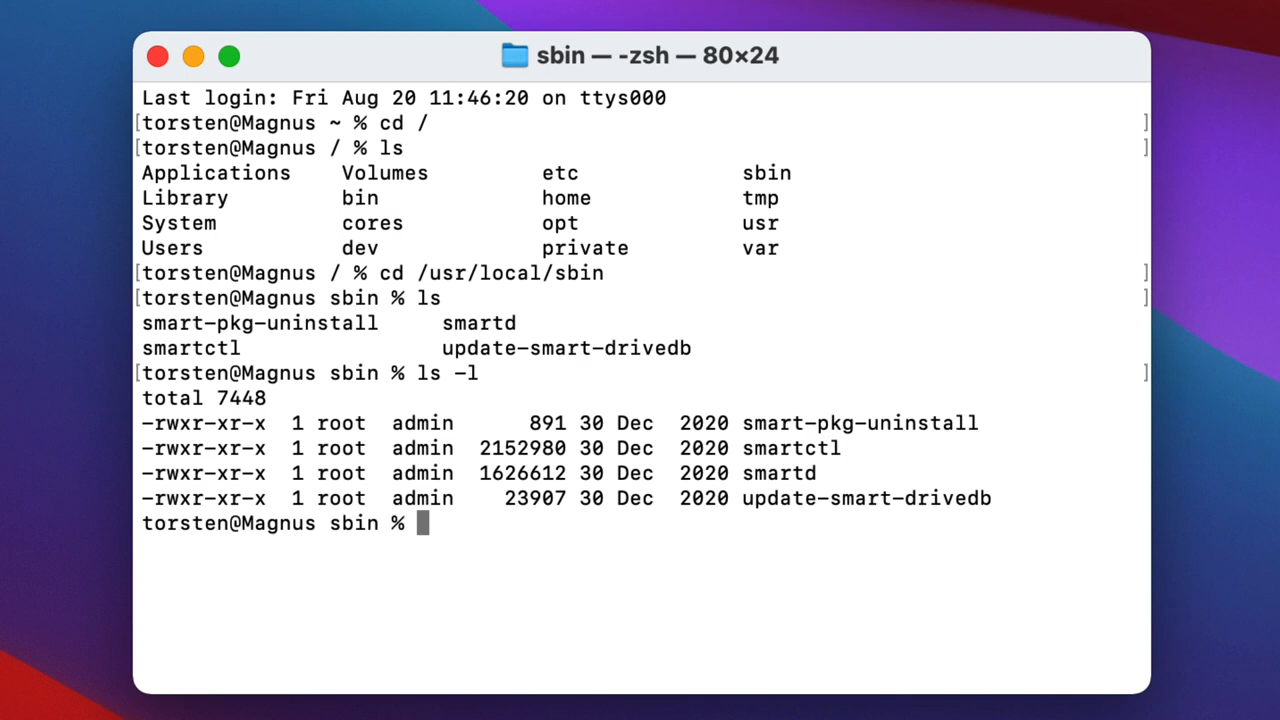 sbin — -zsh — 80×24
Last login: Fri Aug 20 11:46:20 on ttys000
[torsten@Magnus ~ % cd / ]
[torsten@Magnus / % ls ]
Applications Volumes etc sbin
Library bin home tmp
System cores opt usr
Users dev private var
[torsten@Magnus / % cd /usr/local/sbin ]
[torsten@Magnus sbin % ls ]
smart-pkg-uninstall smartd
smartctl update-smart-drivedb
[torsten@Magnus sbin % ls -l ]
total 7448
-rwxr-xr-x 1 root admin 891 30 Dec 2020 smart-pkg-uninstall
-rwxr-xr-x 1 root admin 2152980 30 Dec 2020 smartctl
-rwxr-xr-x 1 root admin 1626612 30 Dec 2020 smartd
-rwxr-xr-x 1 root admin 23907 30 Dec 2020 update-smart-drivedb
torsten@Magnus sbin %